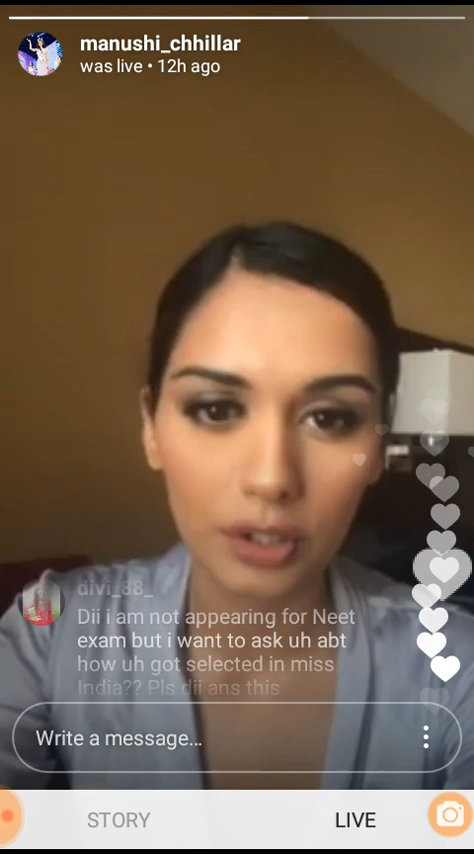 manushi_chhillar
was live • 12h ago
divi_88_
Dii i am not appearing for Neet
exam but i want to ask uh abt
how uh got selected in miss
India?? Pls dii ans this
Write a message...
STORY
LIVE